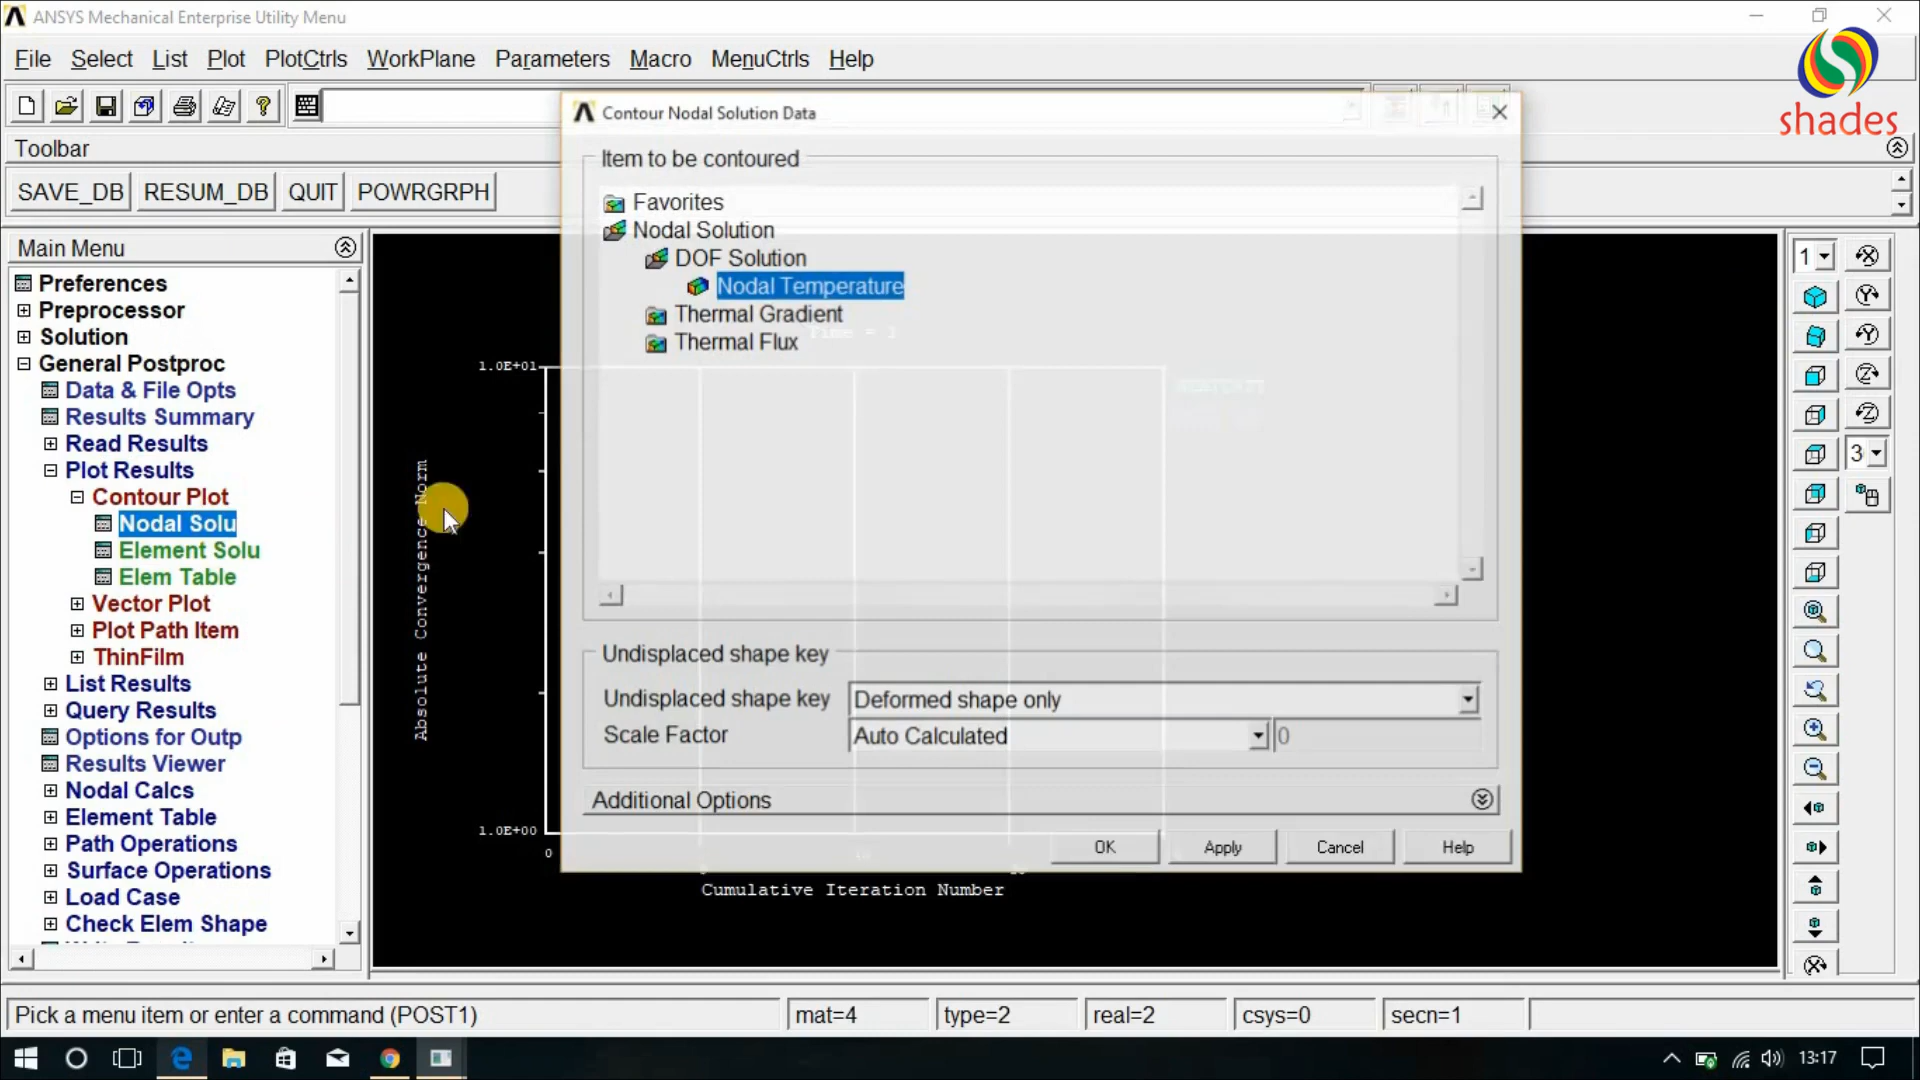 ANSYS Mechanical Enterprise Utility Menu
File Select List Plot PlotCtrls WorkPlane Parameters Macro MenuCtrls Help
shades
Toolbar
SAVE_DB RESUM_DB QUIT POWRGRPH
Main Menu
Preferences
Preprocessor
Solution
General Postproc
Data & File Opts
Results Summary
Read Results
Plot Results
Contour Plot
Nodal Solu
Element Solu
Elem Table
Vector Plot
Plot Path Item
ThinFilm
List Results
Query Results
Options for Outp
Results Viewer
Nodal Calcs
Element Table
Path Operations
Surface Operations
Load Case
Check Elem Shape
Absolute Convergence Norm
1.0E+01
1.0E+00
0
Cumulative Iteration Number
Contour Nodal Solution Data
Item to be contoured
Favorites
Nodal Solution
DOF Solution
Nodal Temperature
Thermal Gradient
Thermal Flux
Undisplaced shape key
Undisplaced shape key Deformed shape only
Scale Factor Auto Calculated 0
Additional Options
OK Apply Cancel Help
1
3
Pick a menu item or enter a command (POST1) mat=4 type=2 real=2 csys=0 secn=1
13:17